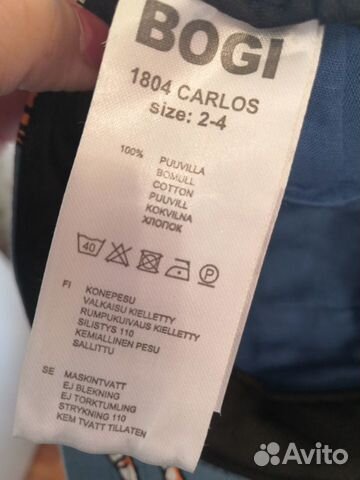 BOGI
1804 CARLOS
size: 2-4
100% PUUVILLA
BOMULL
COTTON
PUUVILL
KOKVILNA
ХЛОПОК
40 P
FI KONEPESU
VALKAISU KIELLETTY
RUMPUKUIVAUS KIELLETTY
SILISTYS 110
KEMIALLINEN PESU
SALLITTU
SE MASKINTVATT
EJ BLEKNING
EJ TORKTUMLING
STRYKNING 110
KEM TVATT TILLATEN
Avito